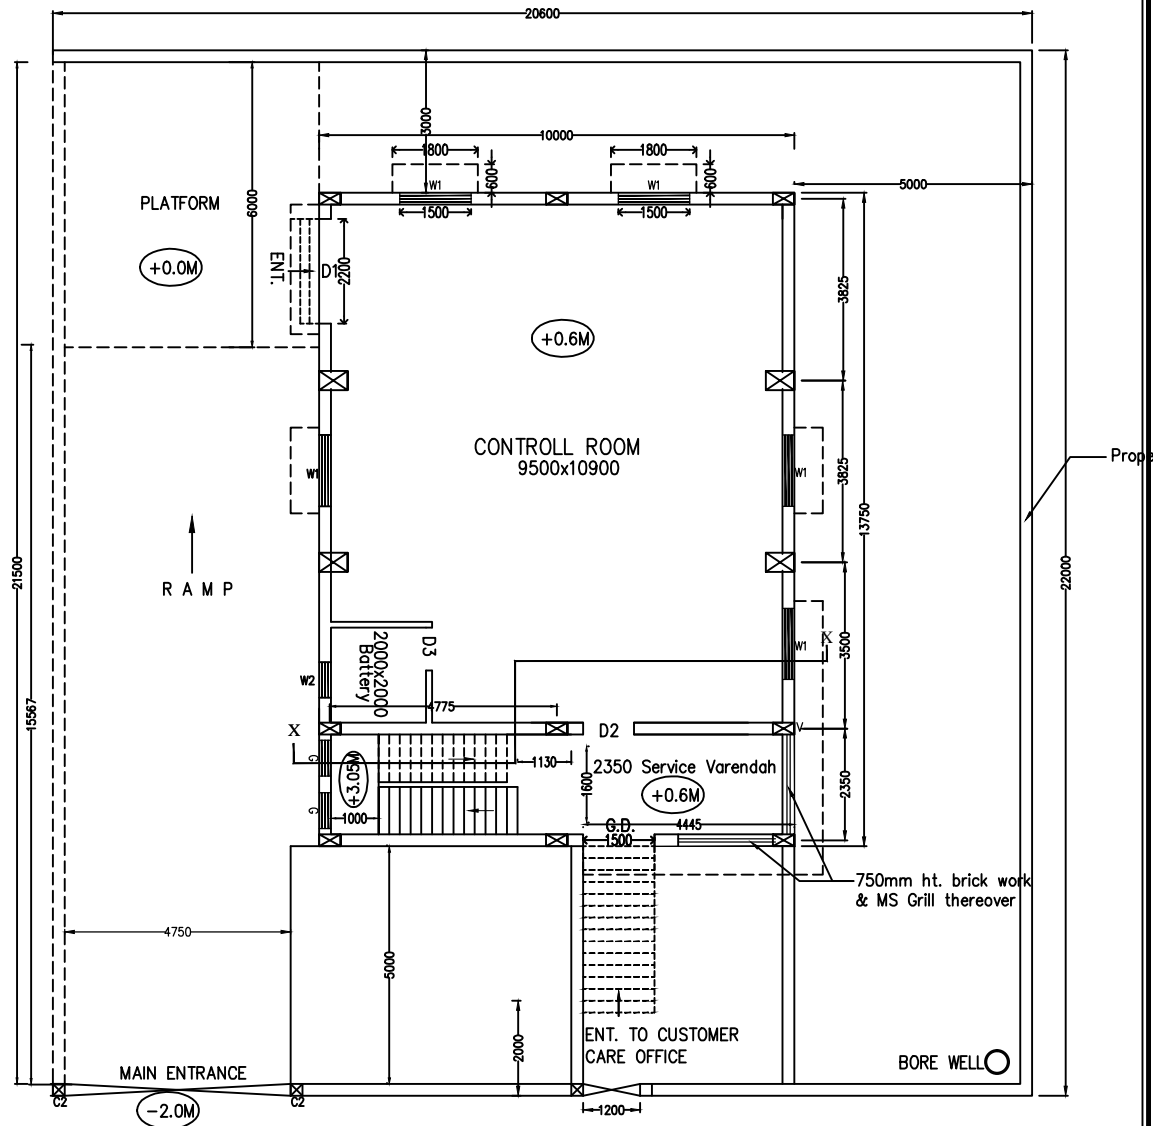 20600
3000
10000
1800
1800
600
600
W1
W1
5000
1500
1500
PLATFORM
6000
+0.0M
ENT.
D1
2200
3825
+0.6M
CONTROLL ROOM
9500x10900
W1
W1
3825
13750
Prope
21500
22000
R A M P
D3
2000x2000
Battery
W2
X
W1
3500
15567
4775
X
D2
V
G
+3.05M
1130
2350 Service Varendah
1600
+0.6M
2350
G
1000
G.D.
4445
1500
750mm ht. brick work
& MS Grill thereover
4750
5000
2000
ENT. TO CUSTOMER
CARE OFFICE
BORE WELL
MAIN ENTRANCE
C2
C2
-2.0M
1200